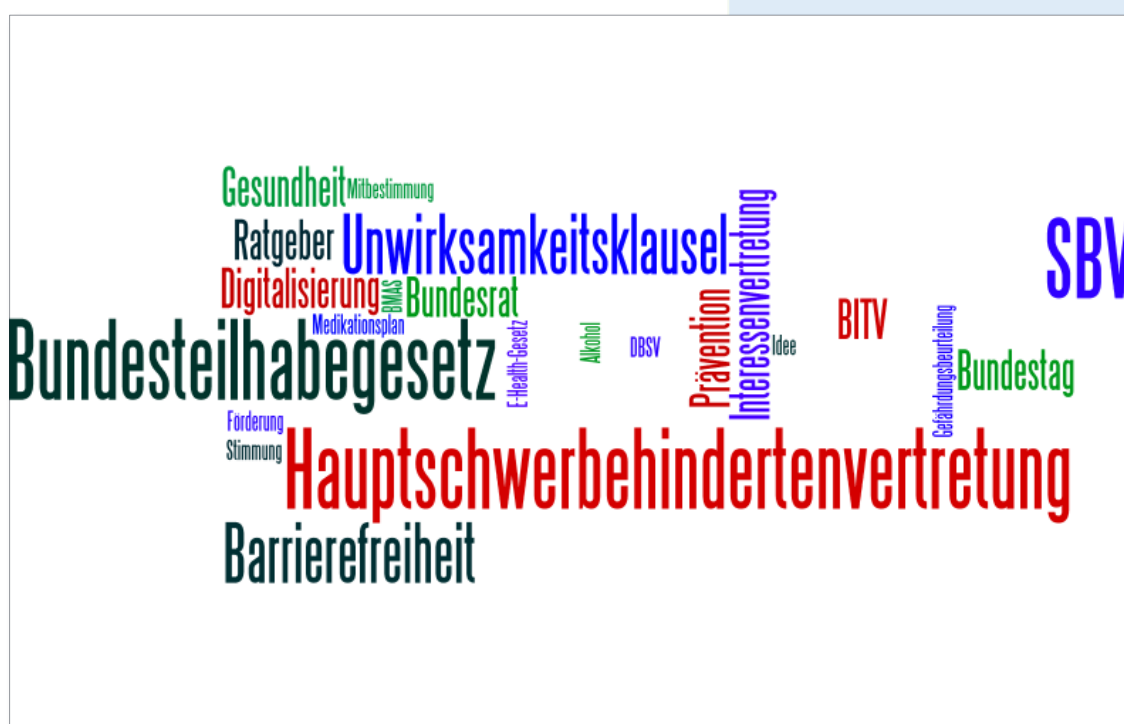 Gesundheit
Mitbestimmung
Ratgeber
Unwirksamkeitsklausel
Interessenvertretung
SBV
Digitalisierung
BMAS
Bundesrat
Prävention
BITV
Medikationsplan
Bundesteilhabegesetz
E-Health-Gesetz
Alkohol
DBSV
Idee
Gefährdungsbeurteilung
Bundestag
Förderung
Stimmung
Hauptschwerbehindertenvertretung
Barrierefreiheit